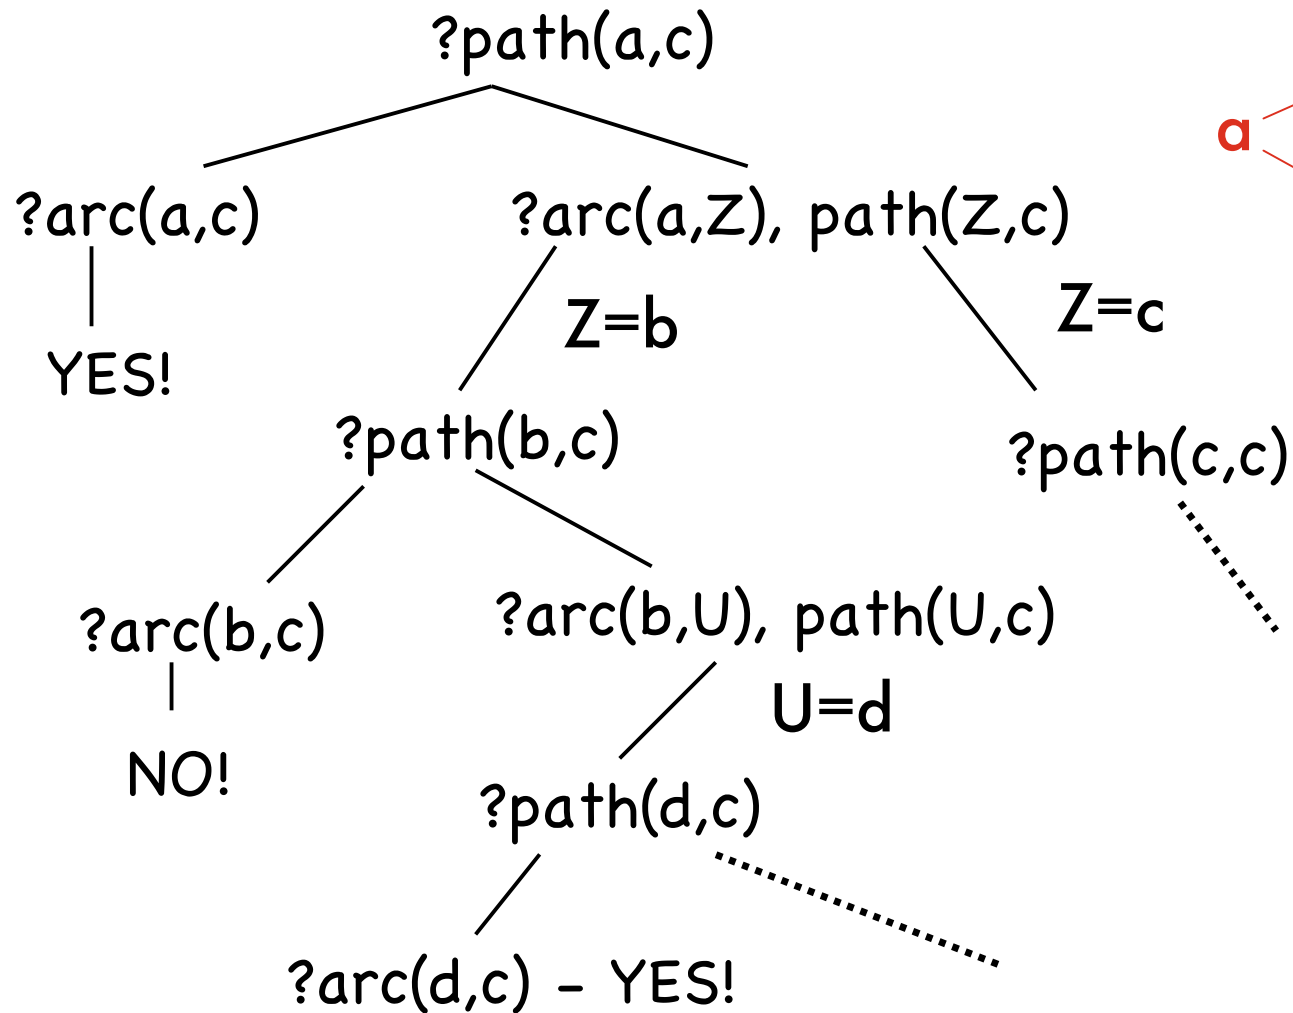 ?path(a,c)
a
?arc(a,c)
?arc(a,Z), path(Z,c)
Z=b
Z=c
YES!
?path(b,c)
?path(c,c)
?arc(b,c)
?arc(b,U), path(U,c)
U=d
NO!
?path(d,c)
?arc(d,c) - YES!